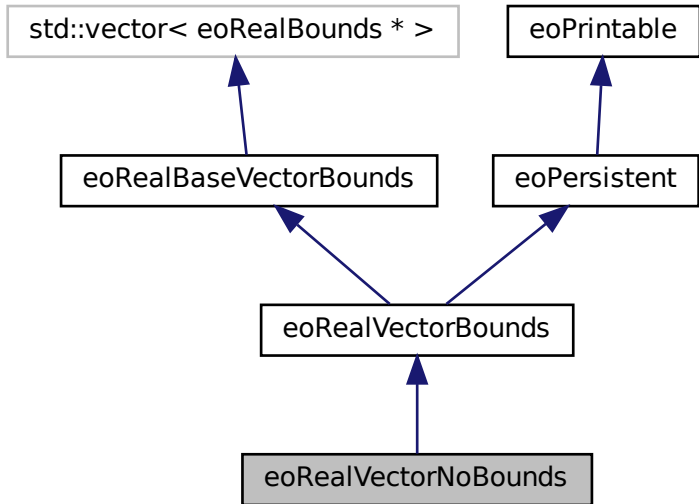 std::vector< eoRealBounds * >
eoPrintable
eoRealBaseVectorBounds
eoPersistent
eoRealVectorBounds
eoRealVectorNoBounds